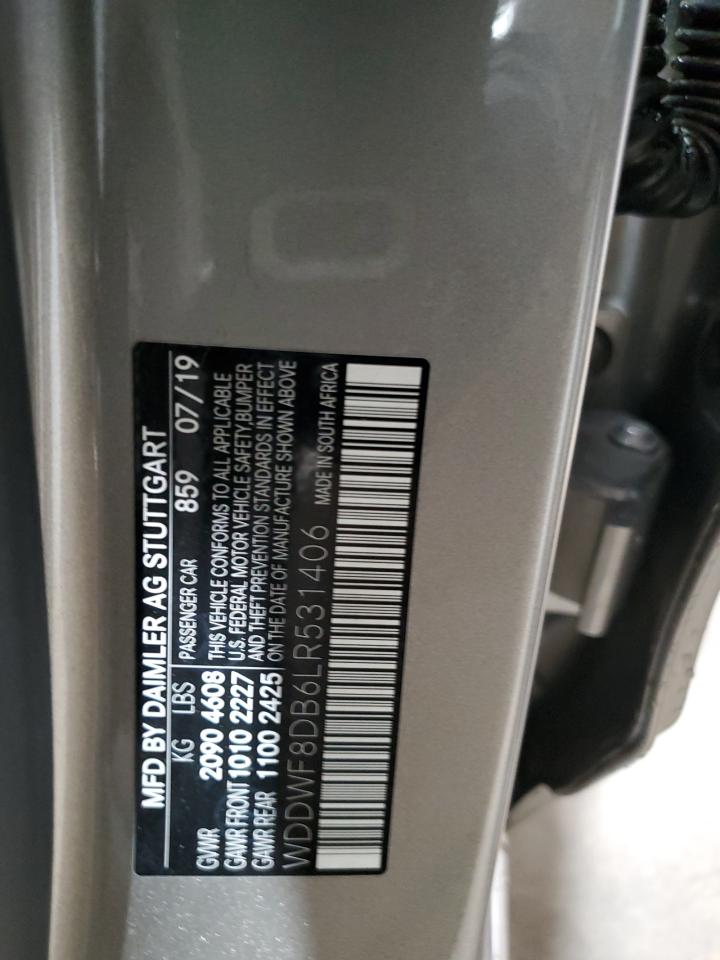 MFD BY DAIMLER AG STUTTGART
KG LBS PASSENGER CAR 859 07/19
GVWR 2090 4608 THIS VEHICLE CONFORMS TO ALL APPLICABLE
GAWR FRONT 1010 2227 U.S. FEDERAL MOTOR VEHICLE SAFETY,BUMPER
GAWR REAR 1100 2425 AND THEFT PREVENTION STANDARDS IN EFFECT
ON THE DATE OF MANUFACTURE SHOWN ABOVE
WDDWF8DB6LR531406 MADE IN SOUTH AFRICA